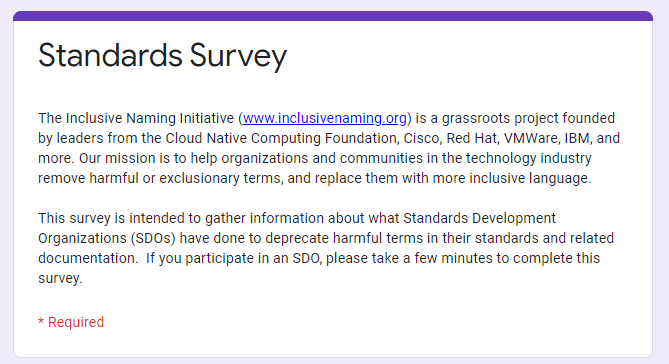 Standards Survey
The Inclusive Naming Initiative (www.inclusivenaming.org) is a grassroots project founded
by leaders from the Cloud Native Computing Foundation, Cisco, Red Hat, VMWare, IBM, and
more. Our mission is to help organizations and communities in the technology industry
remove harmful or exclusionary terms, and replace them with more inclusive language.
This survey is intended to gather information about what Standards Development
Organizations (SDOs) have done to deprecate harmful terms in their standards and related
documentation.  If you participate in an SDO, please take a few minutes to complete this
survey.
* Required